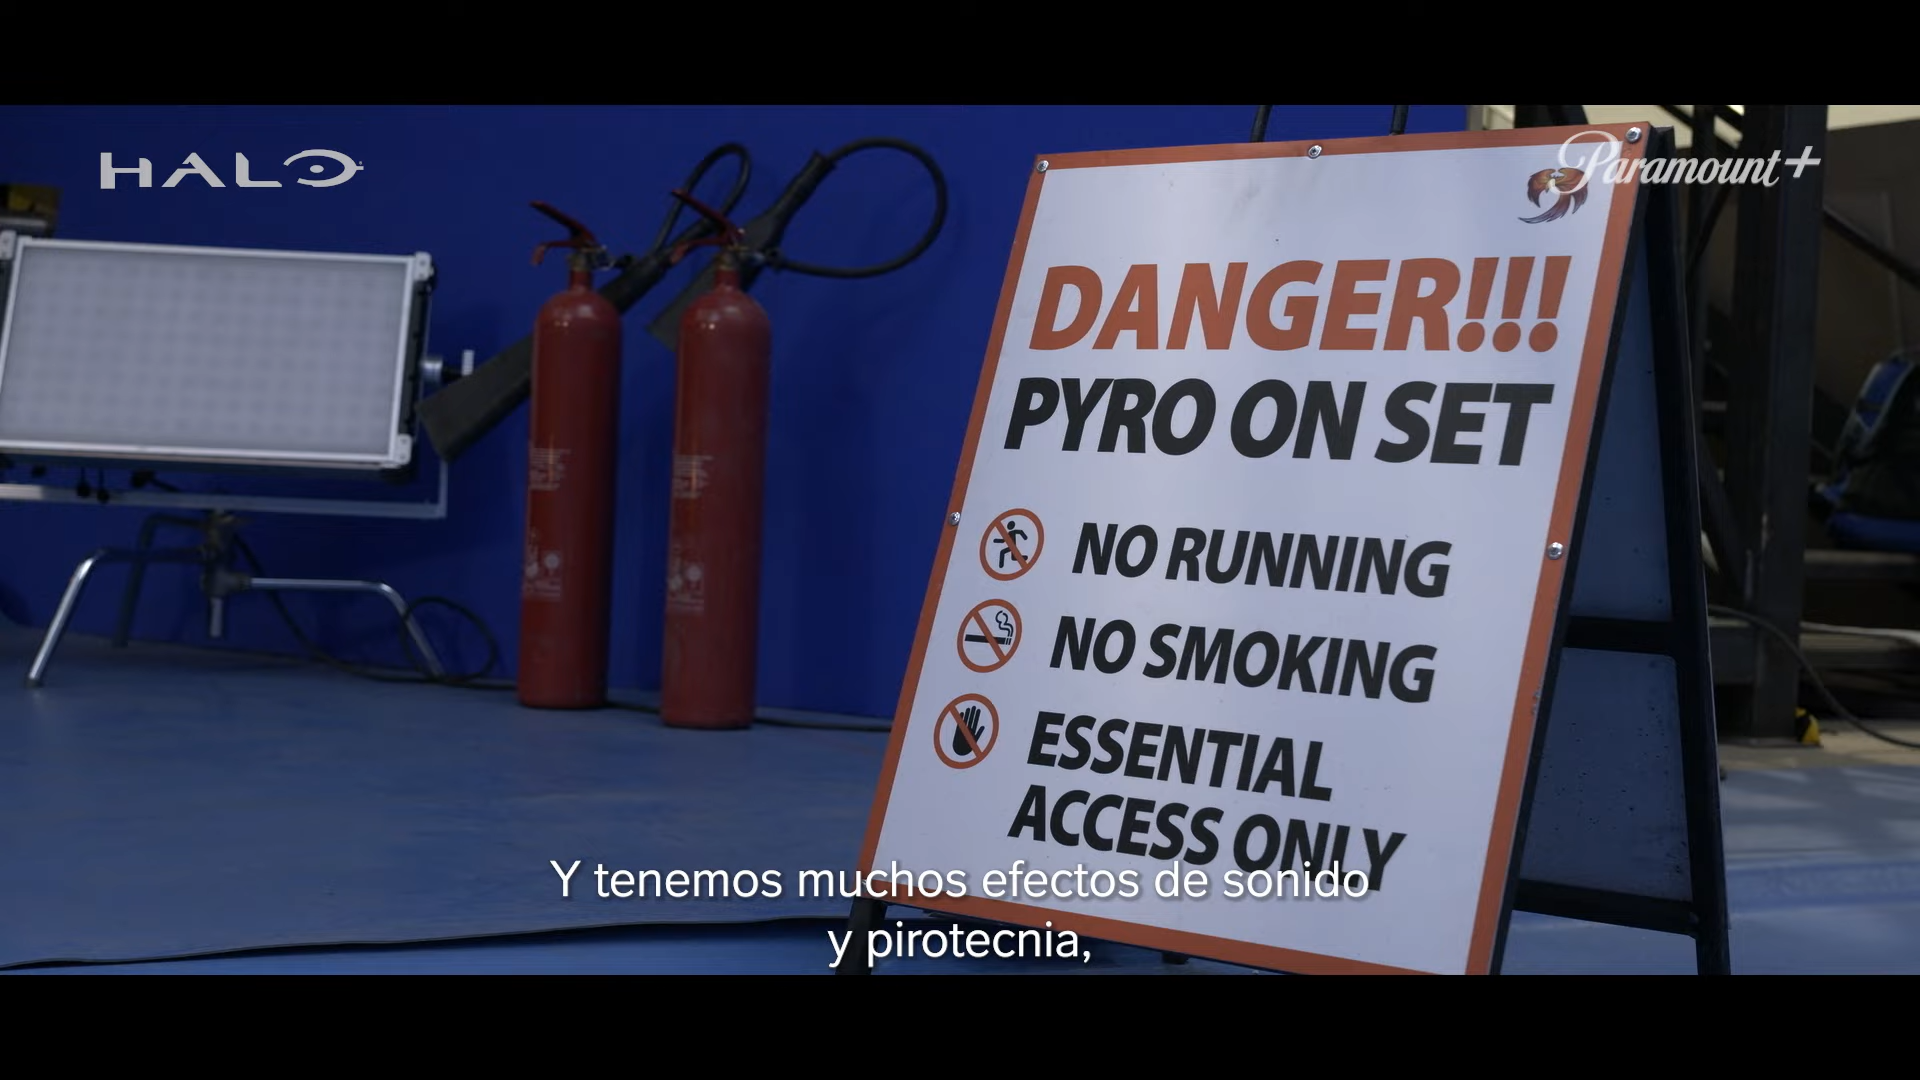 HALO
Paramount+
DANGER!!!
PYRO ON SET
NO RUNNING
NO SMOKING
ESSENTIAL
ACCESS ONLY
Y tenemos muchos efectos de sonido
y pirotecnia,